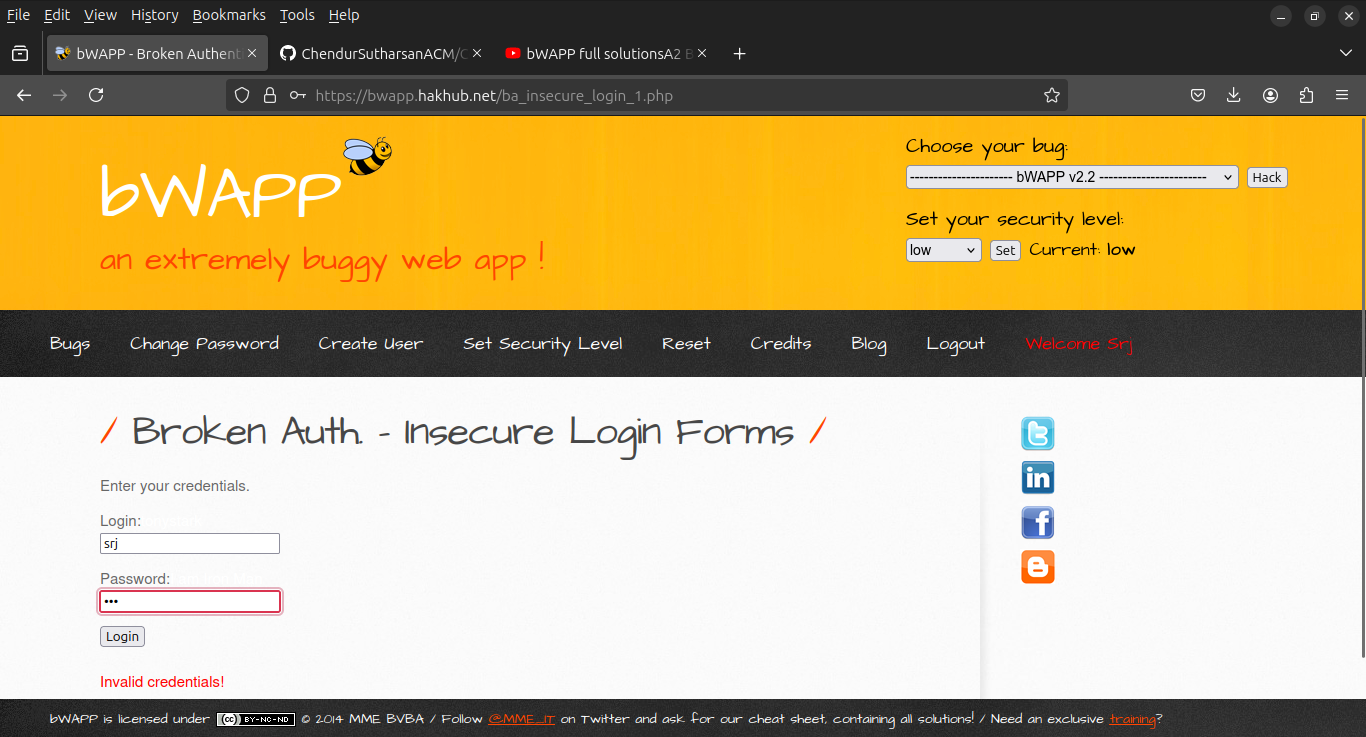 File Edit View History Bookmarks Tools Help
bWAPP - Broken Authent
ChendurSutharsanACM/C
bWAPP full solutionsA2 B
https://bwapp.hakhub.net/ba_insecure_login_1.php
bWAPP
an extremely buggy web app !
Choose your bug:
---------------------- bWAPP v2.2 ----------------------- Hack
Set your security level:
low Set Current: low
Bugs Change Password Create User Set Security Level Reset Credits Blog Logout Welcome Srj
/ Broken Auth. - Insecure Login Forms /
Enter your credentials.
Login:
srj
Password:
•••
Login
Invalid credentials!
bWAPP is licensed under (cc) BY-NC-ND © 2014 MME BVBA / Follow @MME_IT on Twitter and ask for our cheat sheet, containing all solutions! / Need an exclusive training?